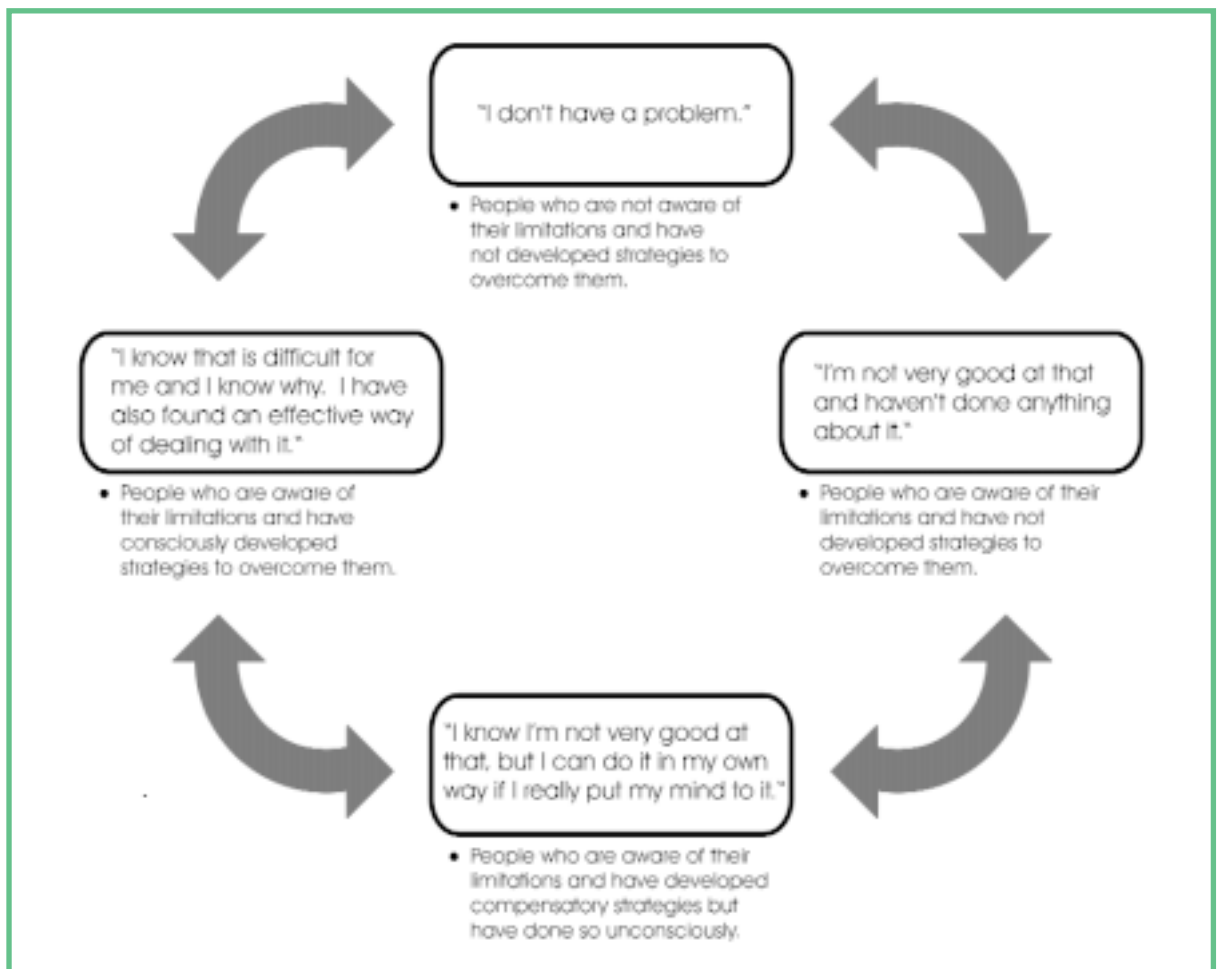 "I don't have a problem."
• People who are not aware of
their limitations and have
not developed strategies to
overcome them.
"I know that is difficult for
me and I know why. I have
also found an effective way
of dealing with it."
• People who are aware of
their limitations and have
consciously developed
strategies to overcome them.
"I'm not very good at that
and haven't done anything
about it."
• People who are aware of their
limitations and have not
developed strategies to
overcome them.
"I know I'm not very good at
that, but I can do it in my own
way if I really put my mind to it."
• People who are aware of their
limitations and have developed
compensatory strategies but
have done so unconsciously.